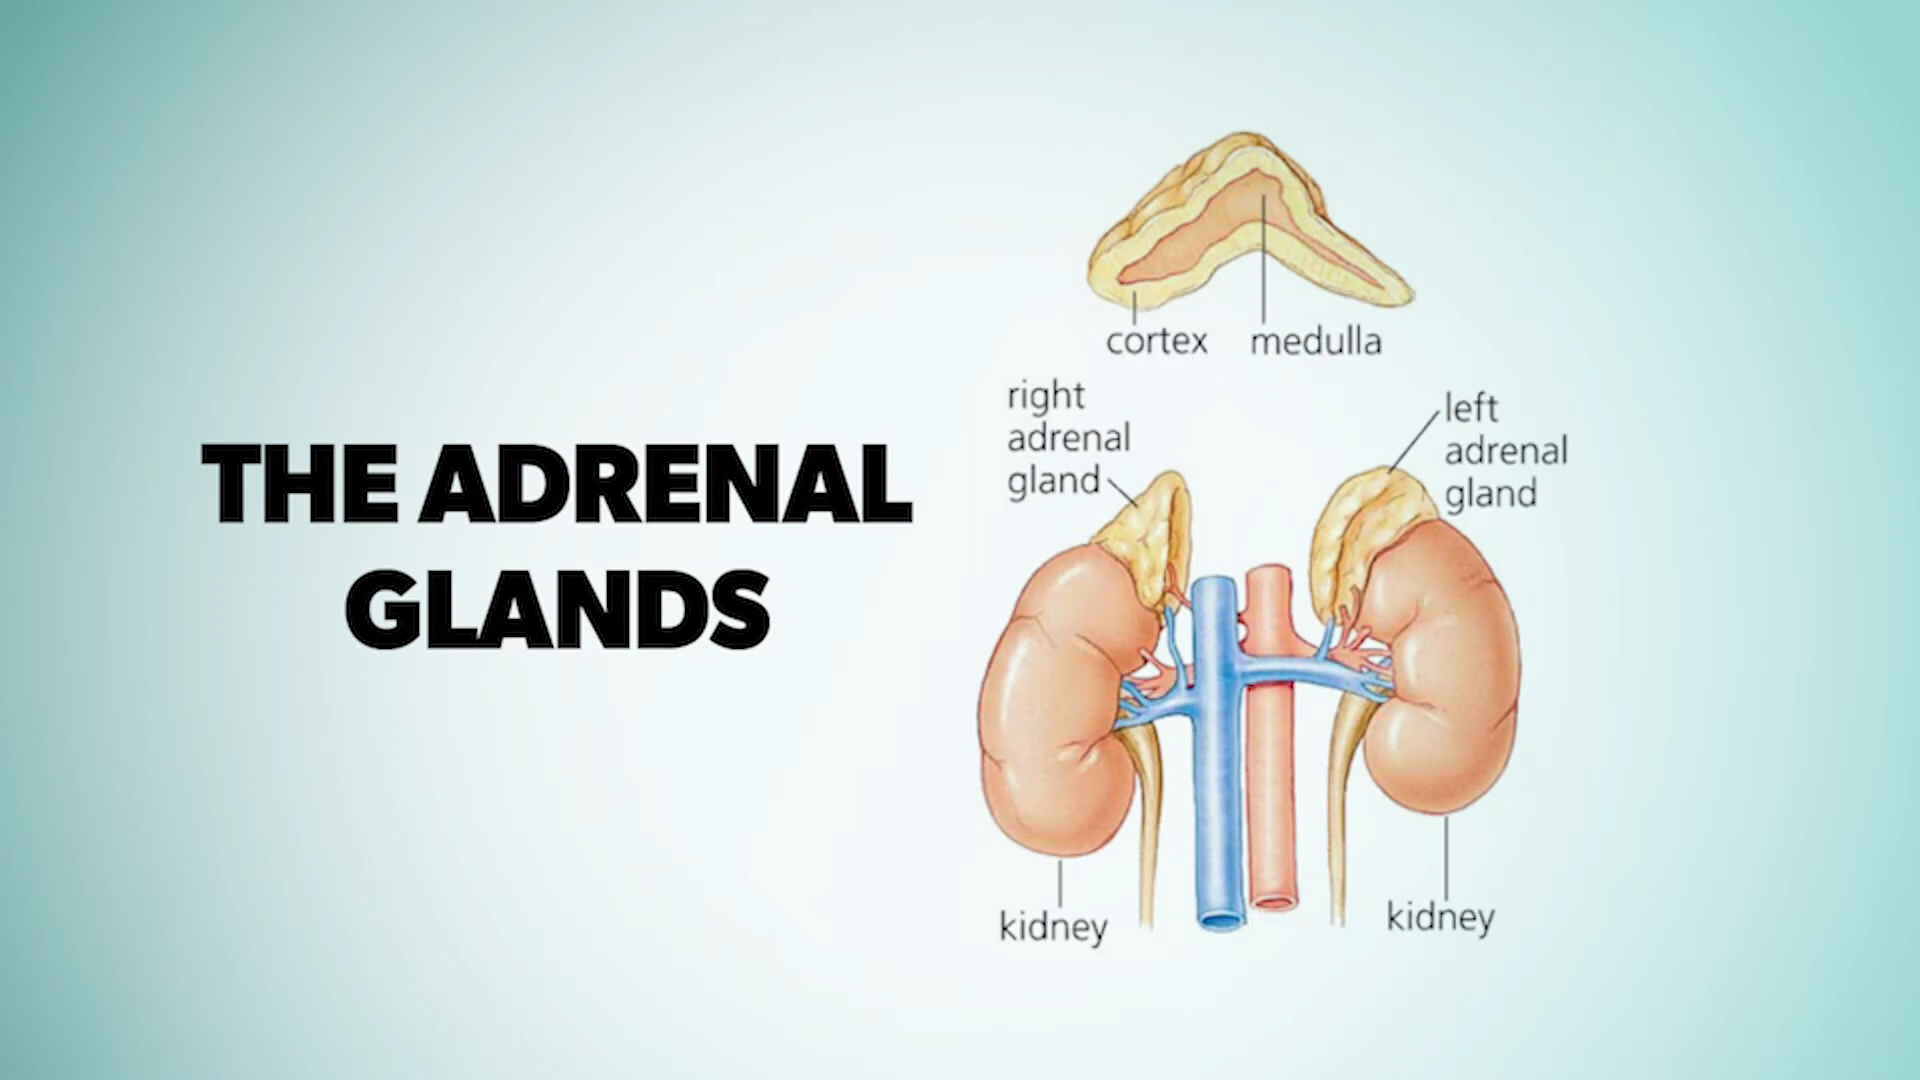 THE ADRENAL
GLANDS
cortex
medulla
right
adrenal
gland
left
adrenal
gland
kidney
kidney